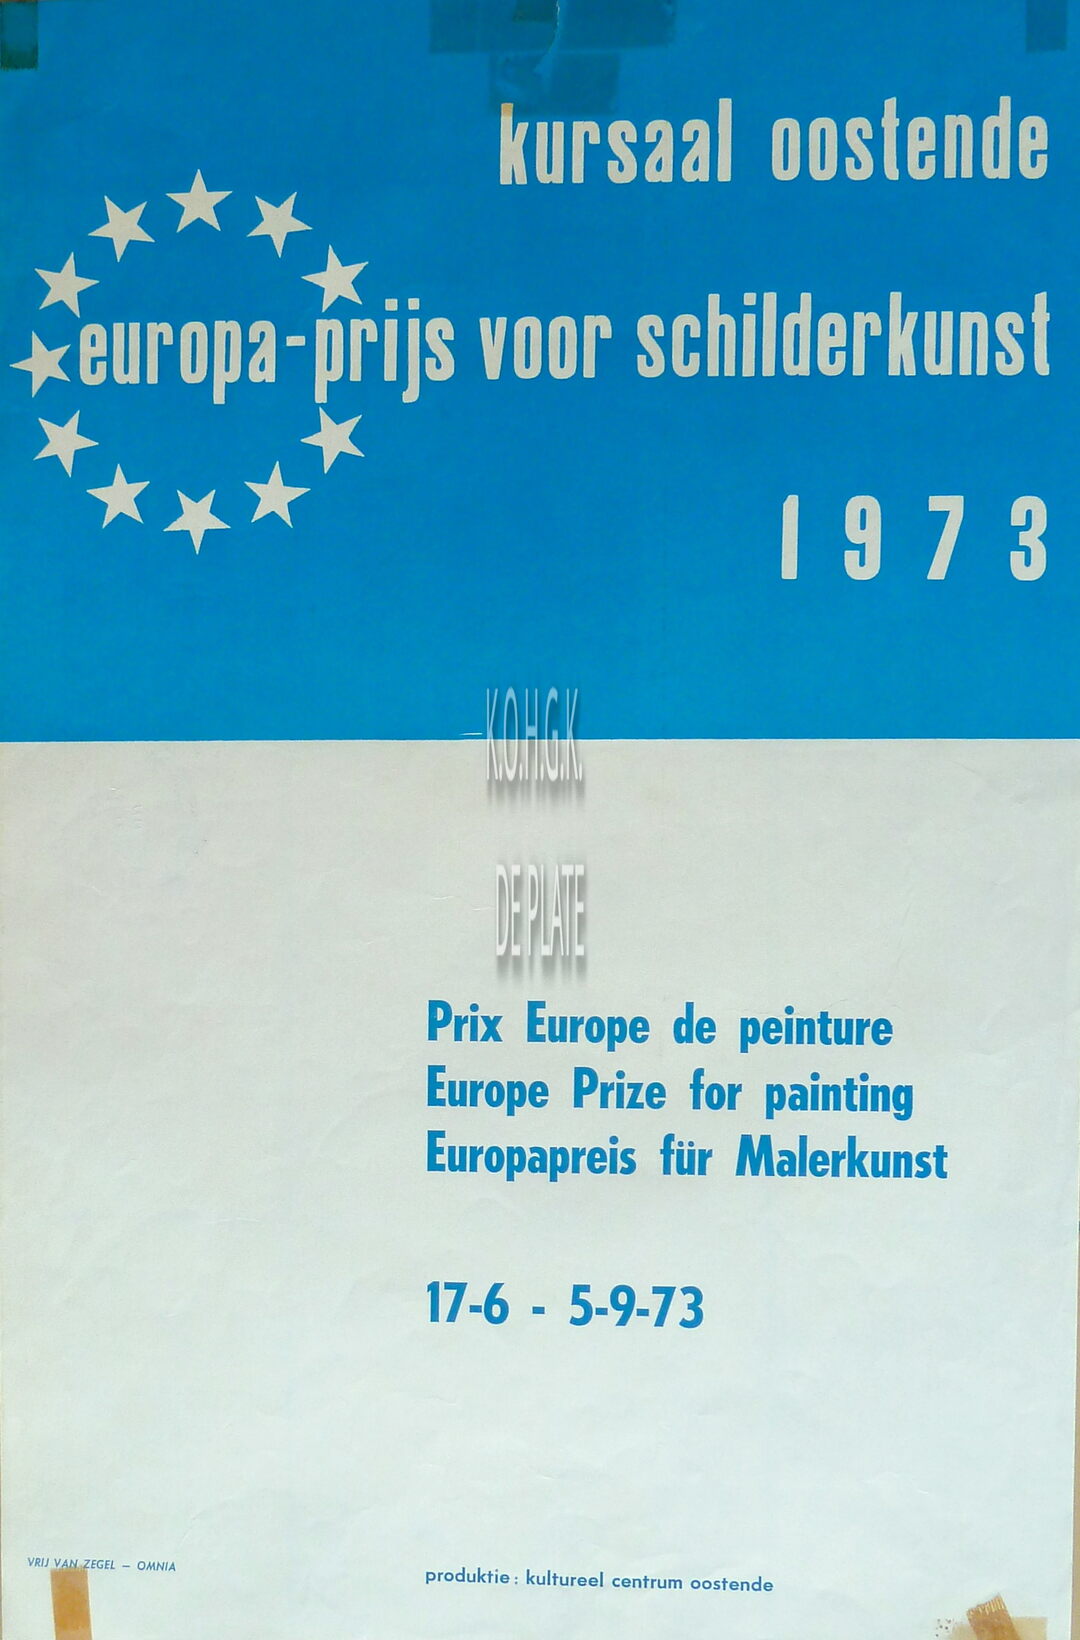 kursaal oostende
europa-prijs voor schilderkunst
1973
K.O.H.G.K.
DE PLATE
Prix Europe de peinture
Europe Prize for painting
Europapreis für Malerkunst
17-6 - 5-9-73
VRIJ VAN ZEGEL – OMNIA
produktie: kultureel centrum oostende